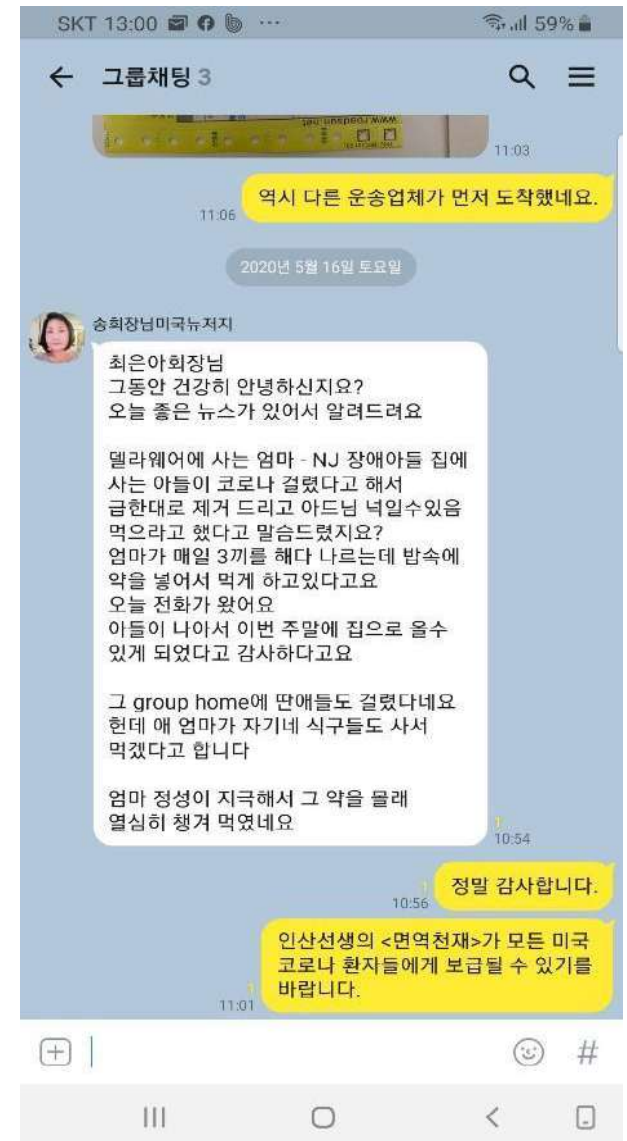 SKT 13:00
59%
그룹채팅 3
11:03
역시 다른 운송업체가 먼저 도착했네요.
11:06
2020년 5월 16일 토요일
송회장님미국뉴저지
최은아회장님
그동안 건강히 안녕하신지요?
오늘 좋은 뉴스가 있어서 알려드려요
델라웨어에 사는 엄마 - NJ 장애아들 집에
사는 아들이 코로나 걸렸다고 해서
급한대로 제거 드리고 아드님 넉일수있음
먹으라고 했다고 말슴드렸지요?
엄마가 매일 3끼를 해다 나르는데 밥속에
약을 넣어서 먹게 하고있다고요
오늘 전화가 왔어요
아들이 나아서 이번 주말에 집으로 올수
있게 되었다고 감사하다고요
그 group home에 딴애들도 걸렸다네요
헌데 애 엄마가 자기네 식구들도 사서
먹겠다고 합니다
엄마 정성이 지극해서 그 약을 몰래
열심히 챙겨 먹였네요
1
10:54
정말 감사합니다.
1
10:56
인산선생의 <면역천재>가 모든 미국
코로나 환자들에게 보급될 수 있기를
바랍니다.
1
11:01
#